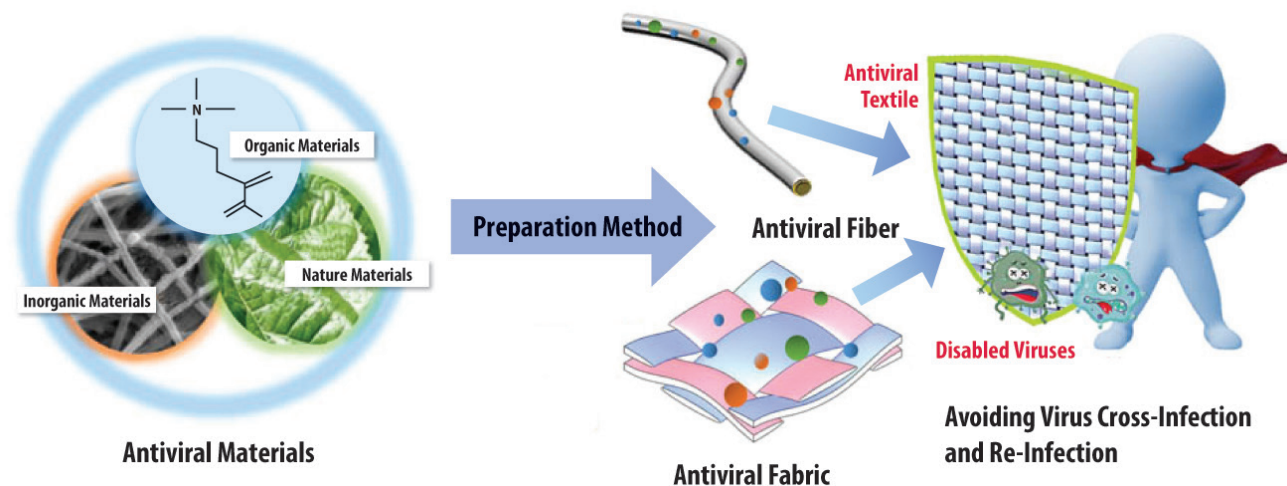 N
Organic Materials
Nature Materials
Inorganic Materials
Antiviral Materials
Preparation Method
Antiviral Fiber
Antiviral Fabric
Antiviral
Textile
Disabled Viruses
Avoiding Virus Cross-Infection
and Re-Infection